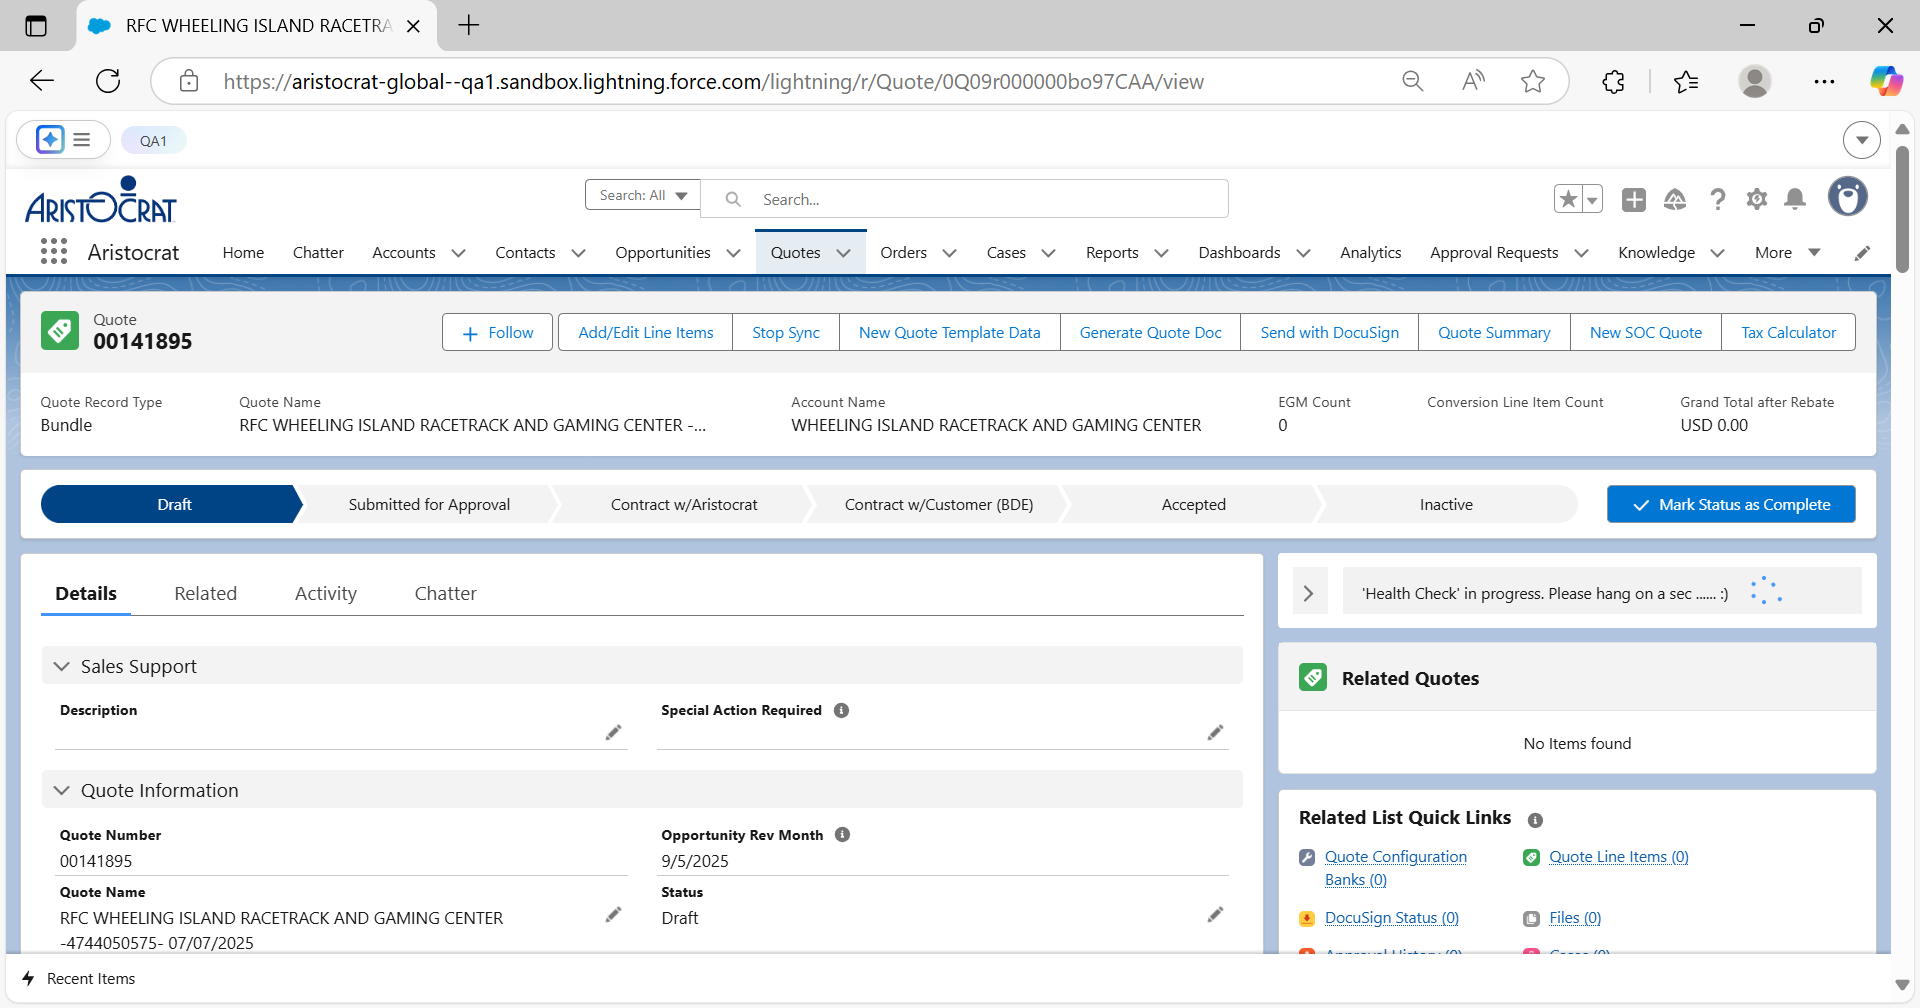 RFC WHEELING ISLAND RACETRA
https://aristocrat-global--qa1.sandbox.lightning.force.com/lightning/r/Quote/0Q09r000000bo97CAA/view
QA1
ARISTOCRAT
Search: All
Search...
Aristocrat
Home
Chatter
Accounts
Contacts
Opportunities
Quotes
Orders
Cases
Reports
Dashboards
Analytics
Approval Requests
Knowledge
More
Quote
00141895
Follow
Add/Edit Line Items
Stop Sync
New Quote Template Data
Generate Quote Doc
Send with DocuSign
Quote Summary
New SOC Quote
Tax Calculator
Quote Record Type
Bundle
Quote Name
RFC WHEELING ISLAND RACETRACK AND GAMING CENTER -...
Account Name
WHEELING ISLAND RACETRACK AND GAMING CENTER
EGM Count
0
Conversion Line Item Count
Grand Total after Rebate
USD 0.00
Draft
Submitted for Approval
Contract w/Aristocrat
Contract w/Customer (BDE)
Accepted
Inactive
Mark Status as Complete
Details
Related
Activity
Chatter
Sales Support
Description
Special Action Required
Quote Information
Quote Number
00141895
Opportunity Rev Month
9/5/2025
Quote Name
RFC WHEELING ISLAND RACETRACK AND GAMING CENTER
-4744050575- 07/07/2025
Status
Draft
'Health Check' in progress. Please hang on a sec ...... :)
Related Quotes
No Items found
Related List Quick Links
Quote Configuration
Banks (0)
Quote Line Items (0)
DocuSign Status (0)
Files (0)
Approval History (0)
Cases (0)
Recent Items